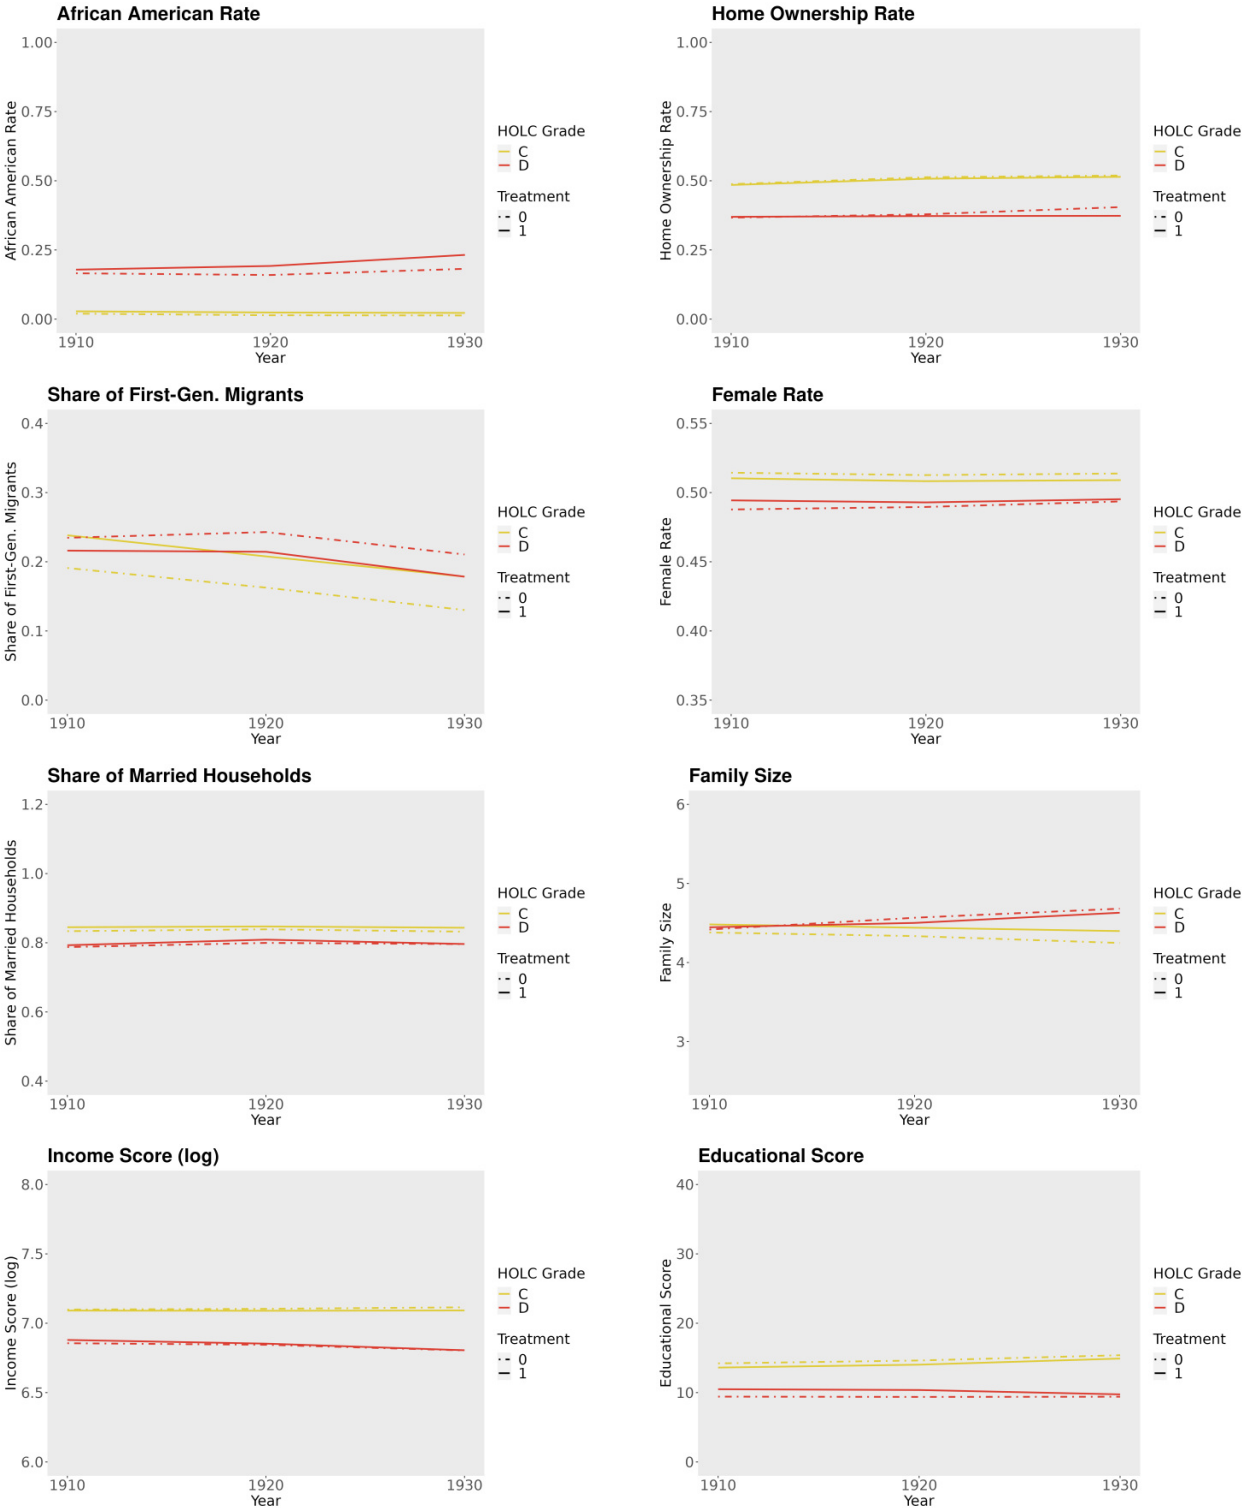 African American Rate
African American Rate
1.00
0.75
0.50
0.25
0.00
1910
1920
1930
Year
HOLC Grade
C
D
Treatment
0
1
Home Ownership Rate
Home Ownership Rate
1.00
0.75
0.50
0.25
0.00
1910
1920
1930
Year
HOLC Grade
C
D
Treatment
0
1
Share of First-Gen. Migrants
Share of First-Gen. Migrants
0.4
0.3
0.2
0.1
0.0
1910
1920
1930
Year
HOLC Grade
C
D
Treatment
0
1
Female Rate
Female Rate
0.55
0.50
0.45
0.40
0.35
1910
1920
1930
Year
HOLC Grade
C
D
Treatment
0
1
Share of Married Households
Share of Married Households
1.2
1.0
0.8
0.6
0.4
1910
1920
1930
Year
HOLC Grade
C
D
Treatment
0
1
Family Size
Family Size
6
5
4
3
1910
1920
1930
Year
HOLC Grade
C
D
Treatment
0
1
Income Score (log)
Income Score (log)
8.0
7.5
7.0
6.5
6.0
1910
1920
1930
Year
HOLC Grade
C
D
Treatment
0
1
Educational Score
Educational Score
40
30
20
10
0
1910
1920
1930
Year
HOLC Grade
C
D
Treatment
0
1